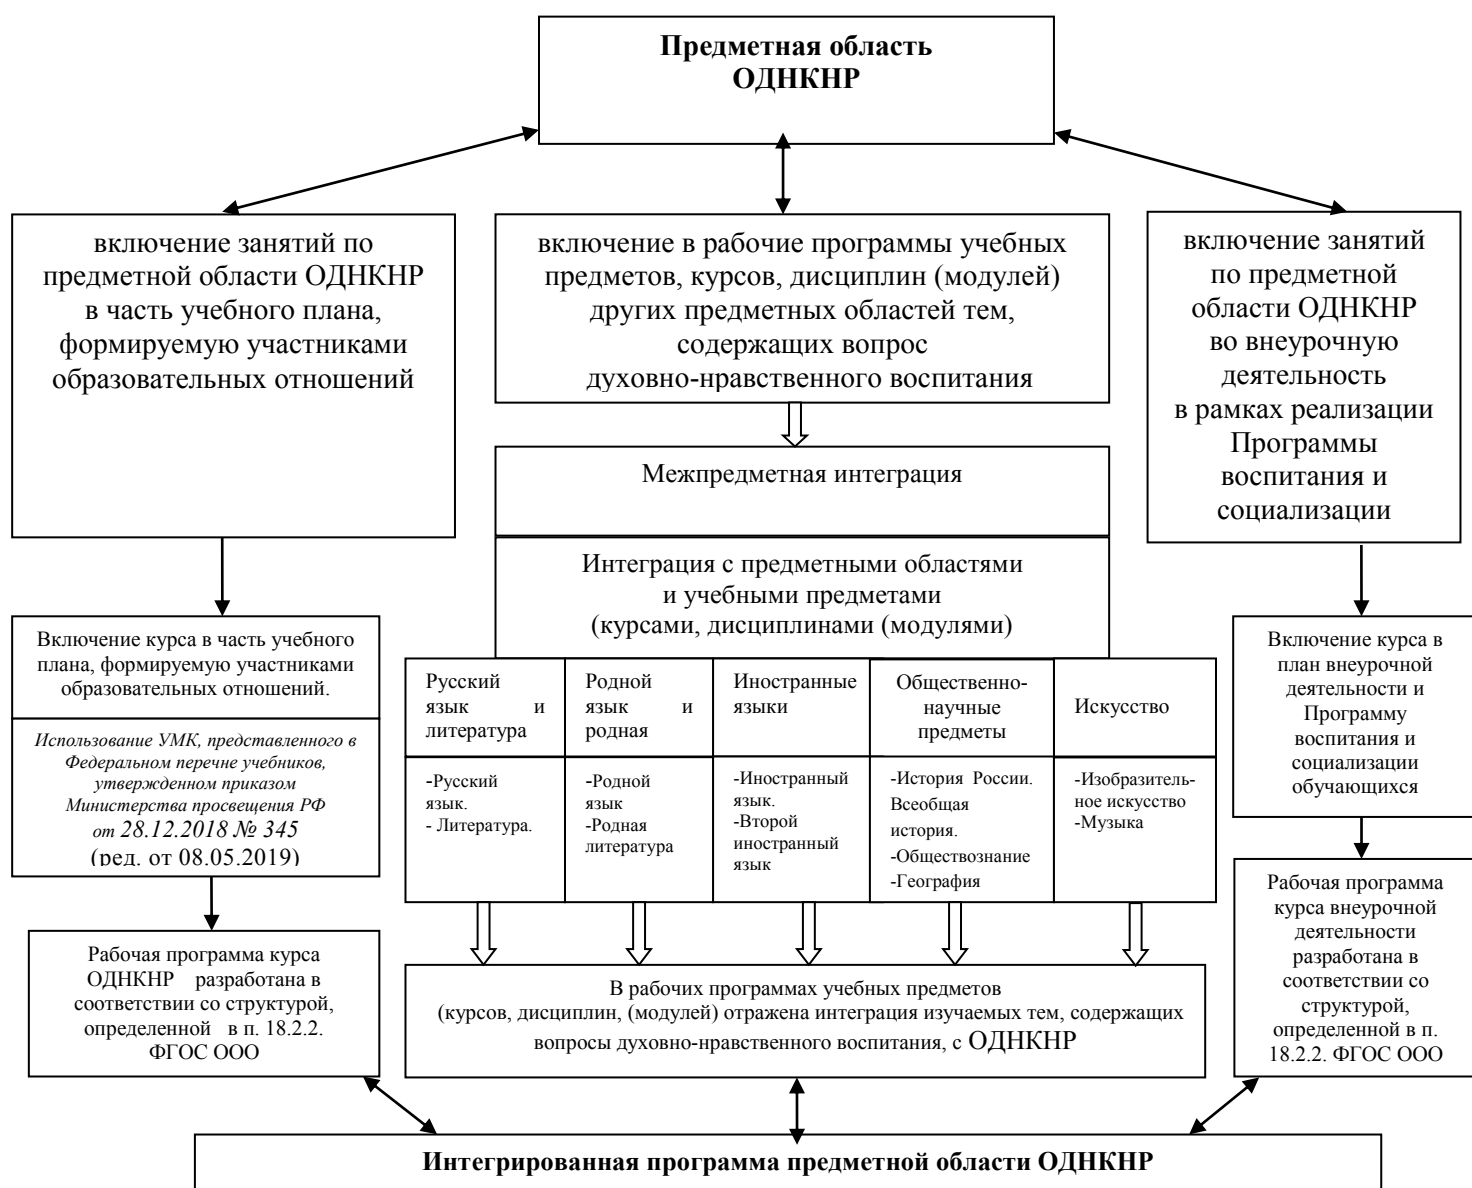 Предметная область
ОДНКНР
включение занятий по
предметной области ОДНКНР
в часть учебного плана,
формируемую участниками
образовательных отношений
включение в рабочие программы учебных
предметов, курсов, дисциплин (модулей)
других предметных областей тем,
содержащих вопрос
духовно-нравственного воспитания
включение занятий
по предметной
области ОДНКНР
во внеурочную
деятельность
в рамках реализации
Программы
воспитания и
социализации
Межпредметная интеграция
Интеграция с предметными областями
и учебными предметами
(курсами, дисциплинами (модулями)
Включение курса в часть учебного
плана, формируемую участниками
образовательных отношений.
Использование УМК, представленного в
Федеральном перечне учебников,
утвержденном приказом
Министерства просвещения РФ
от 28.12.2018 № 345
(ред. от 08.05.2019)
Рабочая программа курса
ОДНКНР разработана в
соответствии со структурой,
определенной в п. 18.2.2.
ФГОС ООО
Русский
язык и
литература
Родной
язык и
родная
Иностранные
языки
Общественно-
научные
предметы
Искусство
-Русский
язык.
- Литература.
-Родной
язык
-Родная
литература
-Иностранный
язык.
-Второй
иностранный
язык
-История России.
Всеобщая
история.
-Обществознание
-География
-Изобразитель-
ное искусство
-Музыка
В рабочих программах учебных предметов
(курсов, дисциплин, (модулей) отражена интеграция изучаемых тем, содержащих
вопросы духовно-нравственного воспитания, с ОДНКНР
Включение курса в
план внеурочной
деятельности и
Программу
воспитания и
социализации
обучающихся
Рабочая программа
курса внеурочной
деятельности
разработана в
соответствии со
структурой,
определенной в п.
18.2.2. ФГОС ООО
Интегрированная программа предметной области ОДНКНР